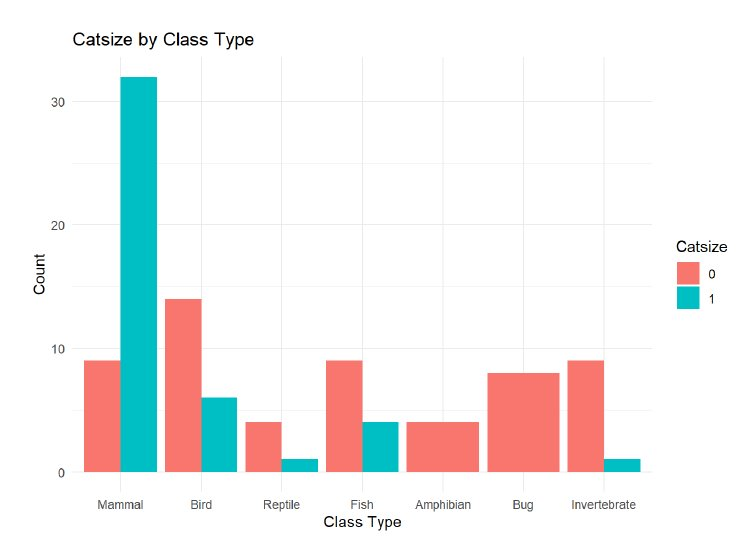 Catsize by Class Type
Count
30
20
10
0
Mammal Bird Reptile Fish Amphibian Bug Invertebrate
Class Type
Catsize
0
1